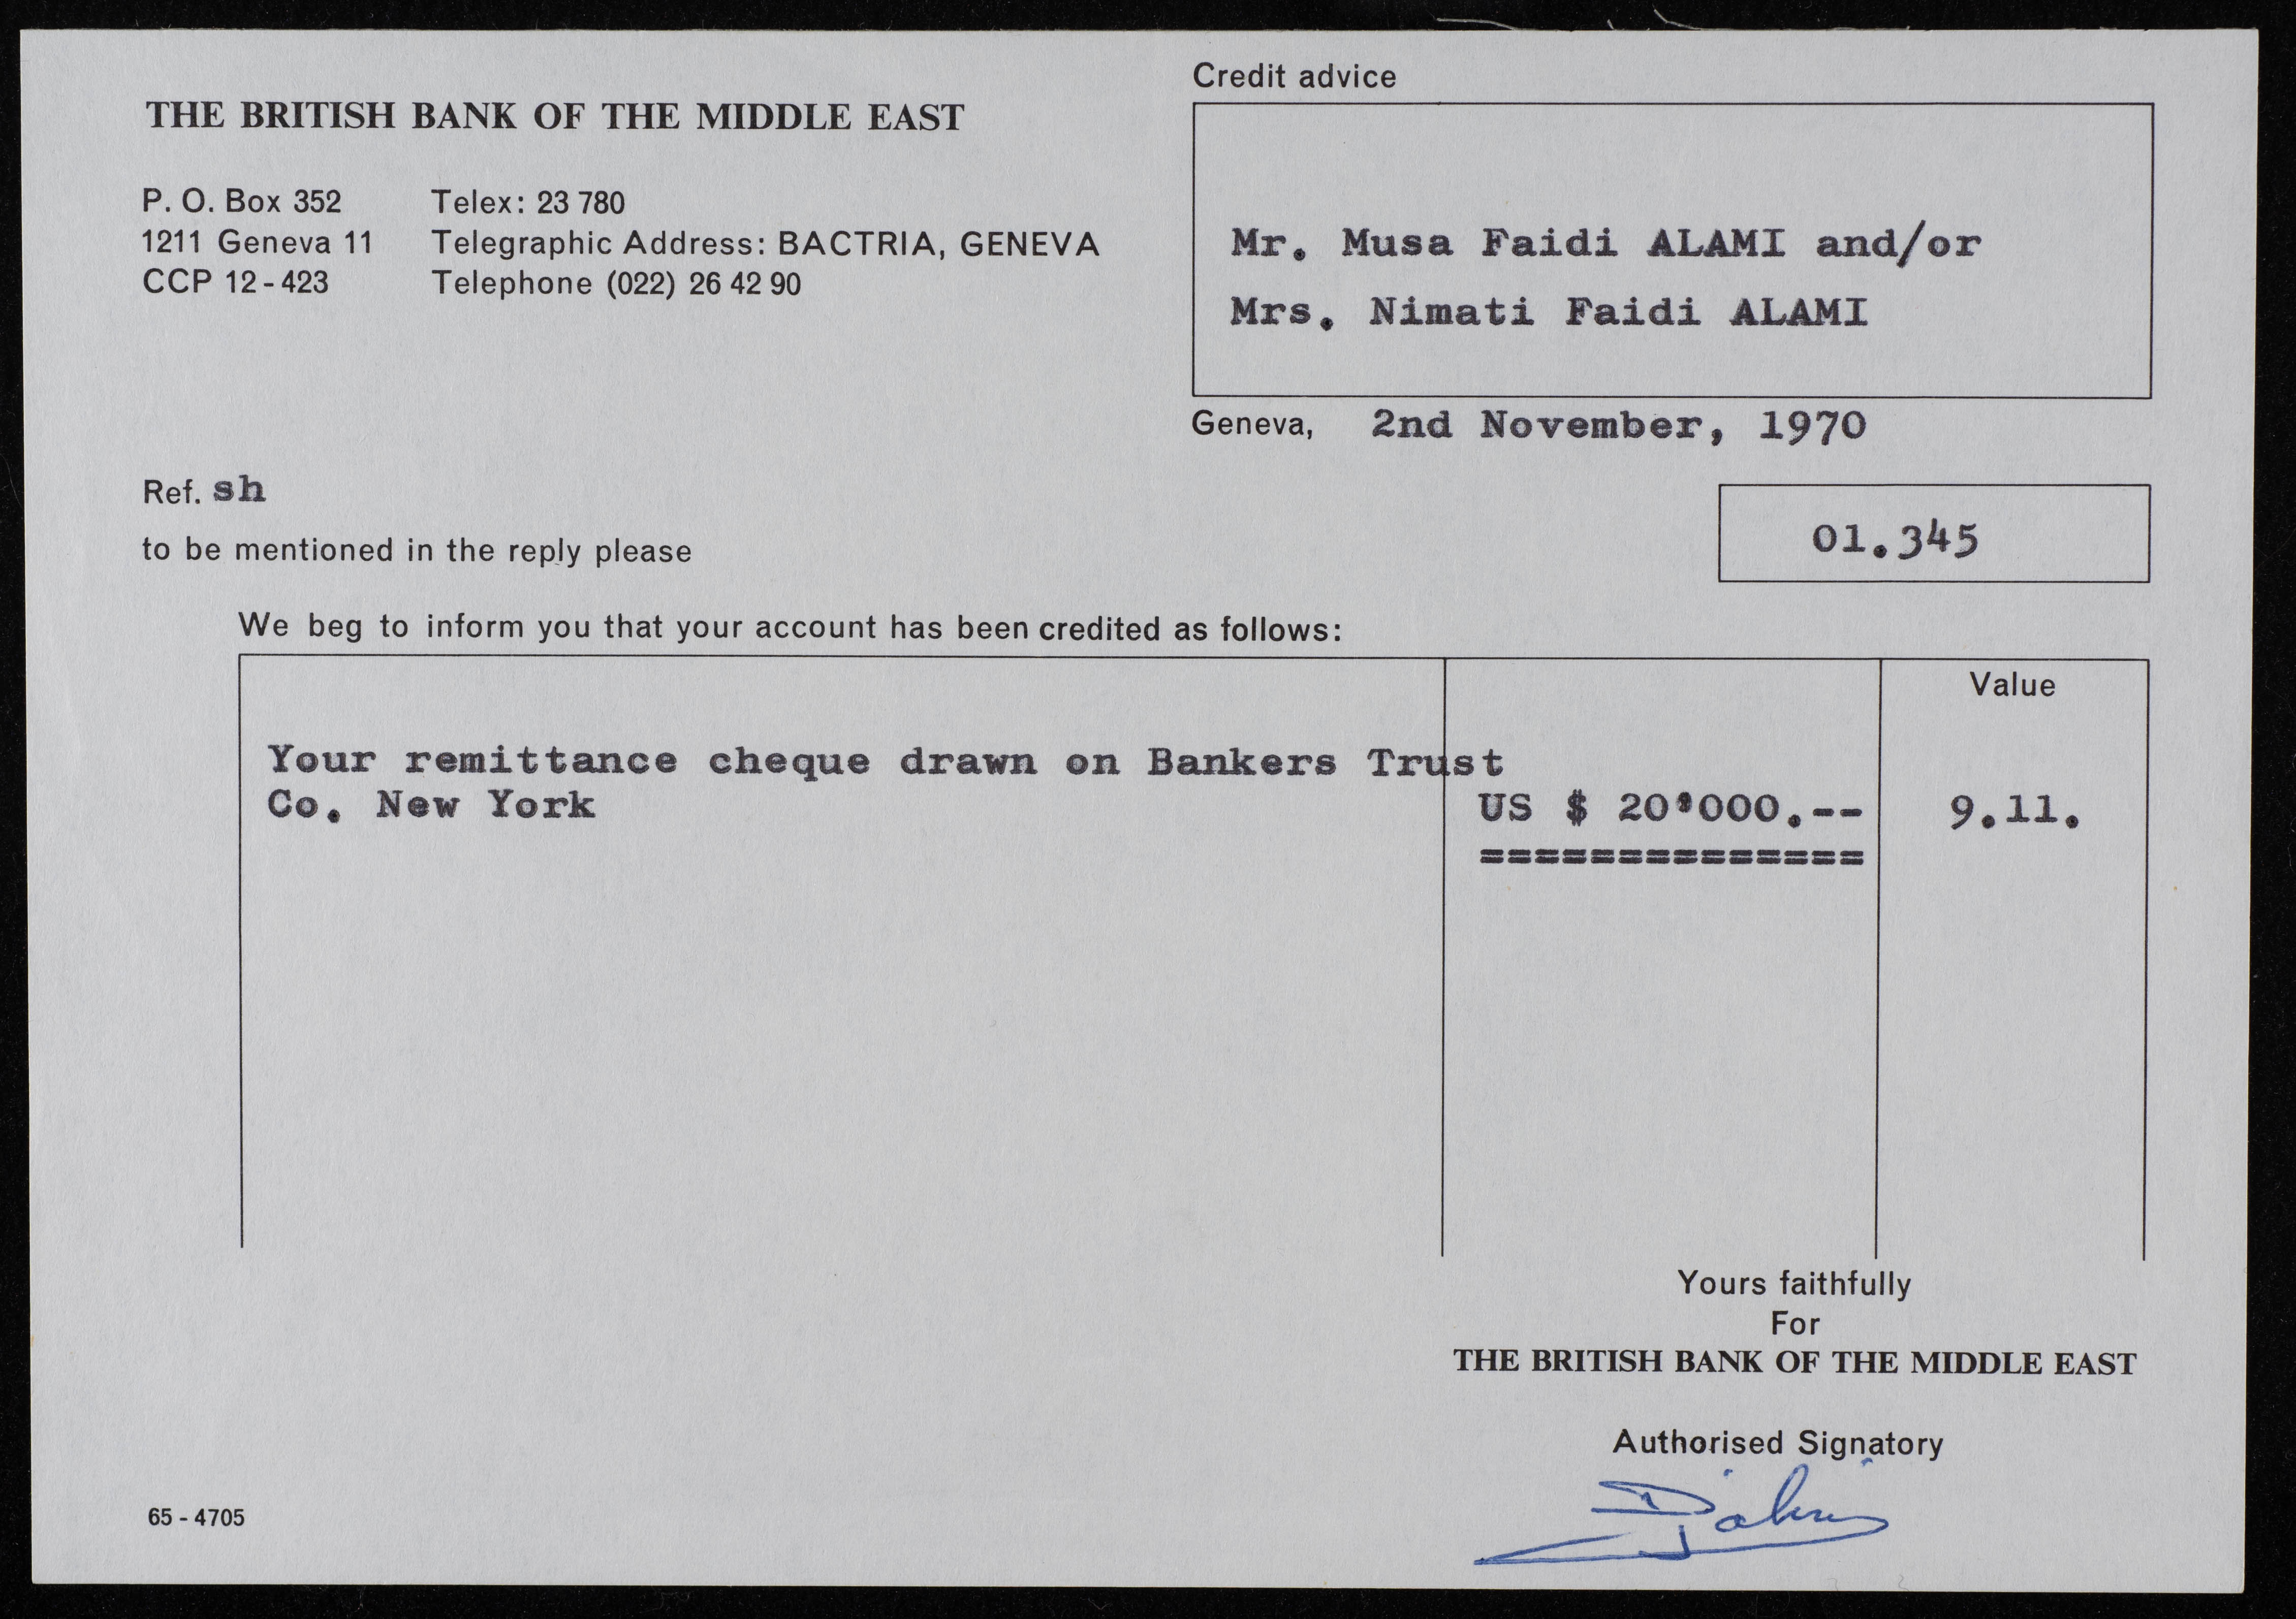 Credit advice
THE BRITISH BANK OF THE MIDDLE EAST
P. O. Box 352 Telex: 23 780
1211 Geneva 11 Telegraphic Address: BACTRIA, GENEVA
CCP 12-423 Telephone (022) 26 42 90
Mr. Musa Faidi ALAMI and/or
Mrs. Nimati Faidi ALAMI
Geneva, 2nd November, 1970
Ref. sh
to be mentioned in the reply please
01.345
We beg to inform you that your account has been credited as follows:
Value
Your remittance cheque drawn on Bankers Trust
Co. New York US $ 20'000.-- 9.11.
==============
Yours faithfully
For
THE BRITISH BANK OF THE MIDDLE EAST
Authorised Signatory
65 - 4705